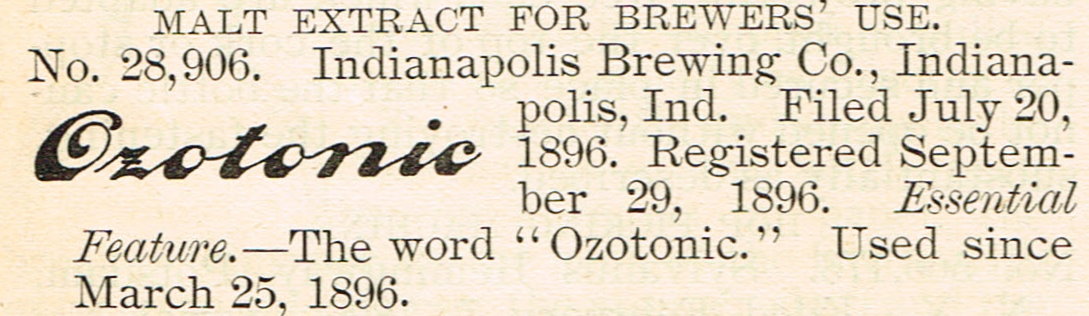 MALT EXTRACT FOR BREWERS' USE.
No. 28,906. Indianapolis Brewing Co., Indiana-
polis, Ind. Filed July 20,
Ozotonic
1896. Registered Septem-
ber 29, 1896. Essential
Feature.—The word "Ozotonic." Used since
March 25, 1896.